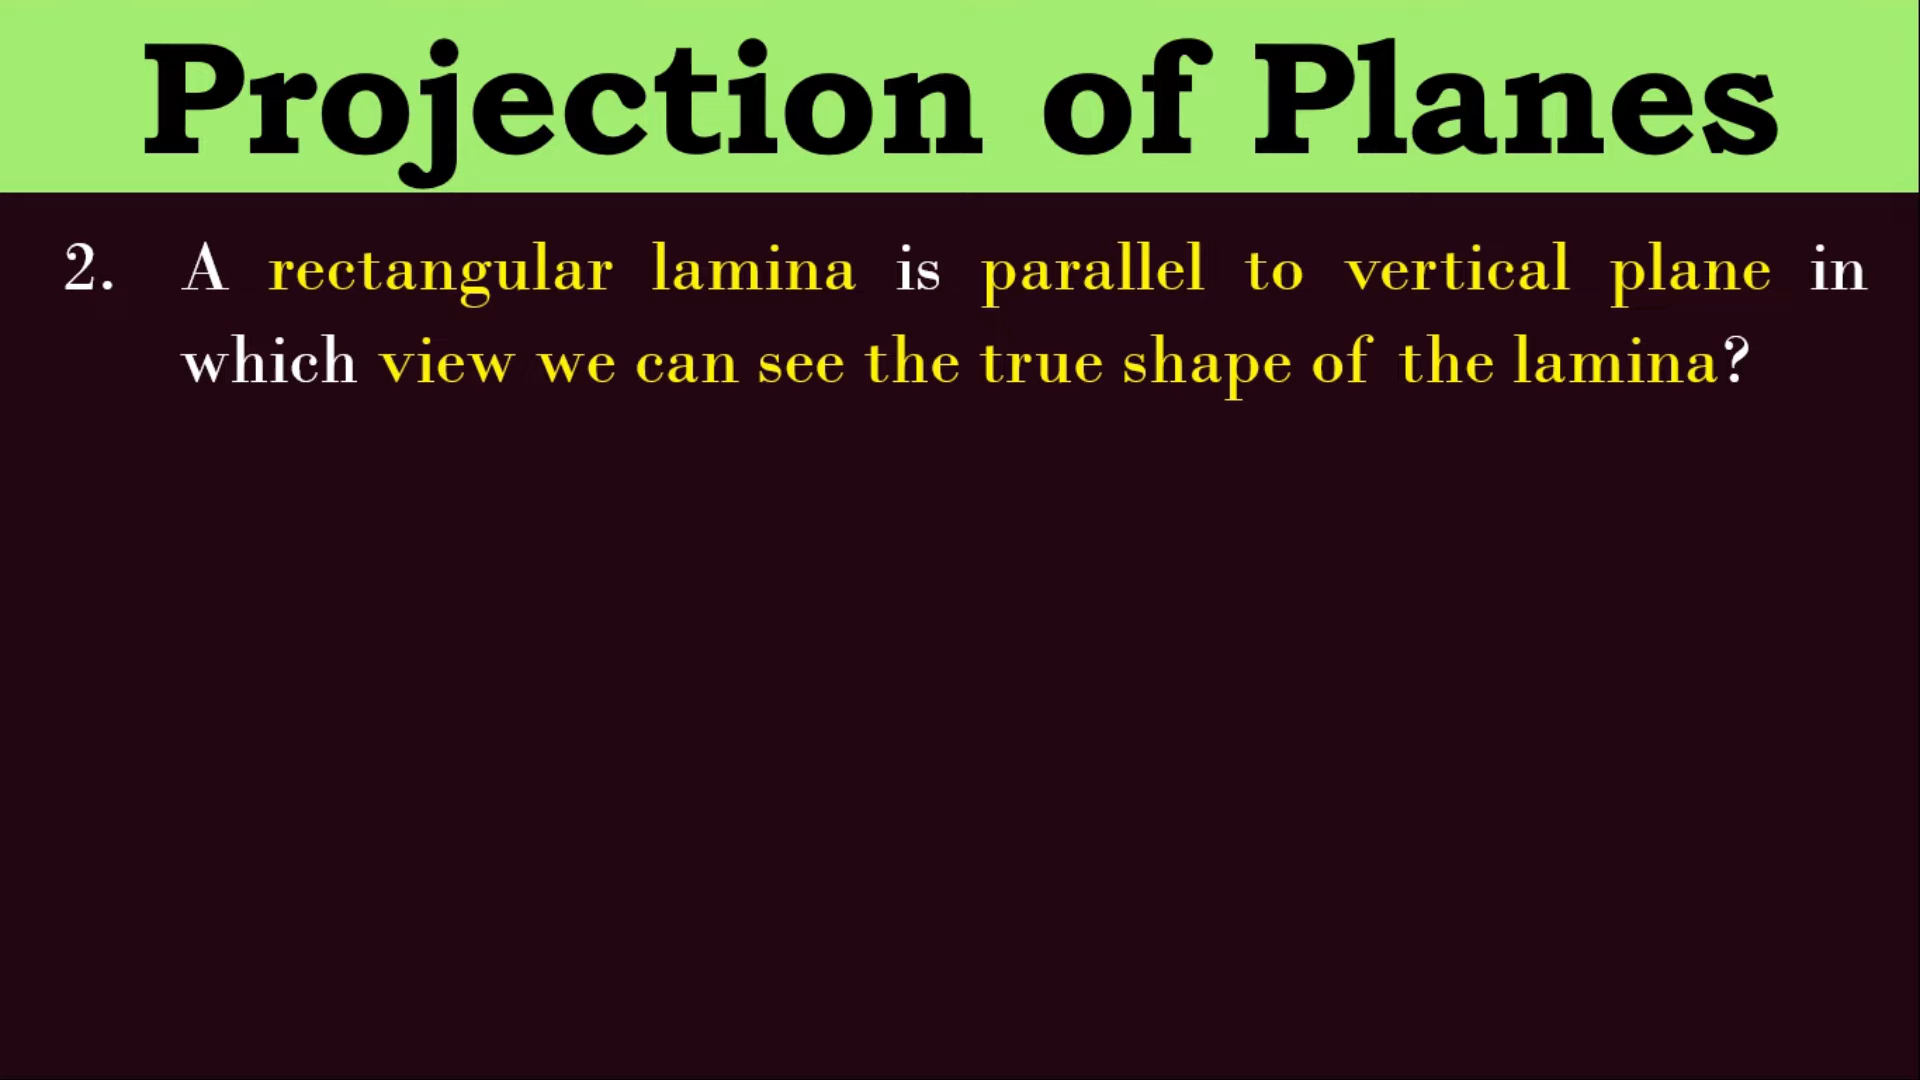 Projection of Planes
2. A rectangular lamina is parallel to vertical plane in
which view we can see the true shape of the lamina?